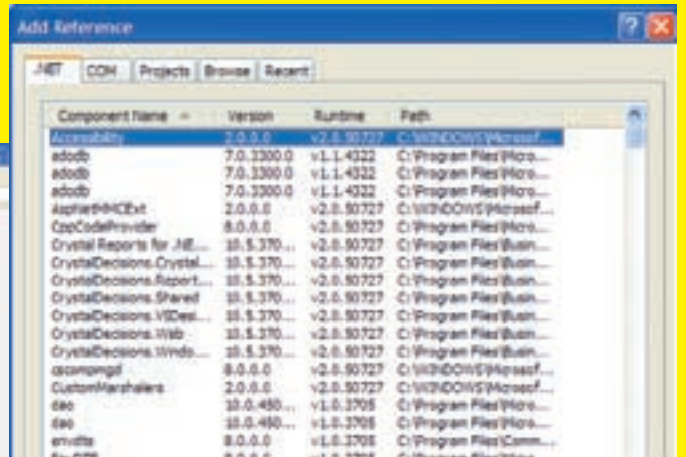 Add Reference
.NET COM Projects Browse Recent
Component Name Version Runtime Path
Accessibility 2.0.0.0 v2.0.50727 C:\WINDOWS\Microsof...
adodb 7.0.3300.0 v1.1.4322 C:\Program Files\Micro...
adodb 7.0.3300.0 v1.1.4322 C:\Program Files\Micro...
adodb 7.0.3300.0 v1.1.4322 C:\Program Files\Micro...
AspNetMMCExt 2.0.0.0 v2.0.50727 C:\WINDOWS\Microsof...
CppCodeProvider 8.0.0.0 v2.0.50727 C:\Program Files\Micro...
Crystal Reports for .NE... 10.5.370... v2.0.50727 C:\Program Files\Busin...
CrystalDecisions.Crystal... 10.5.370... v2.0.50727 C:\Program Files\Busin...
CrystalDecisions.Report... 10.5.370... v2.0.50727 C:\Program Files\Busin...
CrystalDecisions.Shared 10.5.370... v2.0.50727 C:\Program Files\Busin...
CrystalDecisions.VSDesi... 10.5.370... v2.0.50727 C:\Program Files\Busin...
CrystalDecisions.Web 10.5.370... v2.0.50727 C:\Program Files\Busin...
CrystalDecisions.Windo... 10.5.370... v2.0.50727 C:\Program Files\Busin...
cscompmgd 8.0.0.0 v2.0.50727 C:\WINDOWS\Microsof...
CustomMarshalers 2.0.0.0 v2.0.50727 C:\WINDOWS\Microsof...
dao 10.0.450... v1.0.3705 C:\Program Files\Micro...
dao 10.0.450... v1.0.3705 C:\Program Files\Micro...
envdte 8.0.0.0 v1.0.3705 C:\Program Files\Comm...